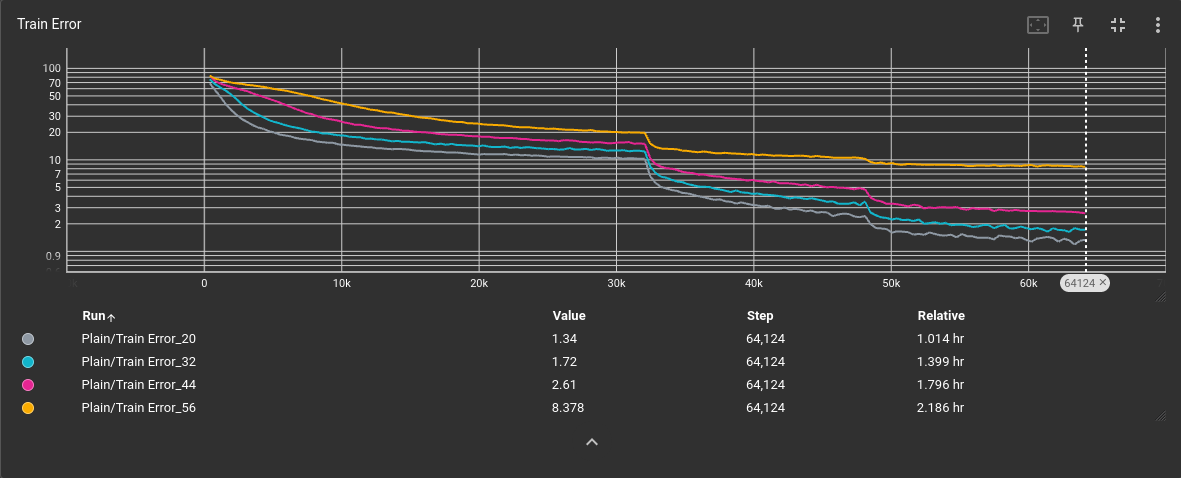 Train Error
100
70
50
30
20
10
7
5
3
2
0.9
0 10k 20k 30k 40k 50k 60k 64124 ×
Run↑ Value Step Relative
Plain/Train Error_20 1.34 64,124 1.014 hr
Plain/Train Error_32 1.72 64,124 1.399 hr
Plain/Train Error_44 2.61 64,124 1.796 hr
Plain/Train Error_56 8.378 64,124 2.186 hr